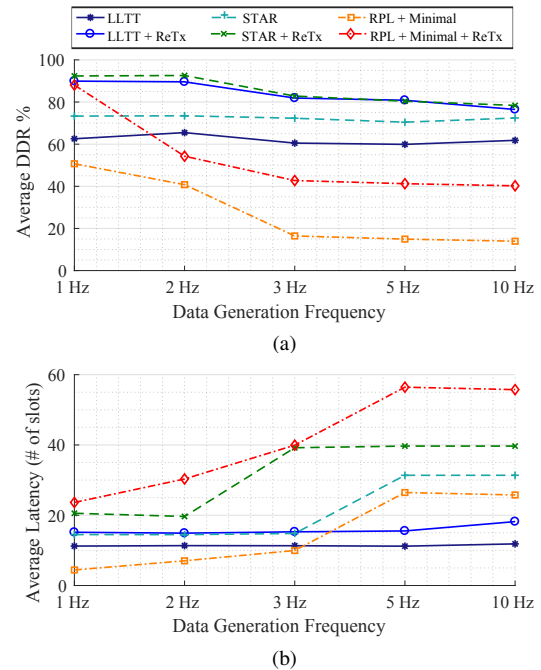 LLTT STAR RPL + Minimal
LLTT + ReTx STAR + ReTx RPL + Minimal + ReTx
Average DDR %
100
80
60
40
20
0
1 Hz 2 Hz 3 Hz 5 Hz 10 Hz
Data Generation Frequency
(a)
Average Latency (# of slots)
60
40
20
0
1 Hz 2 Hz 3 Hz 5 Hz 10 Hz
Data Generation Frequency
(b)